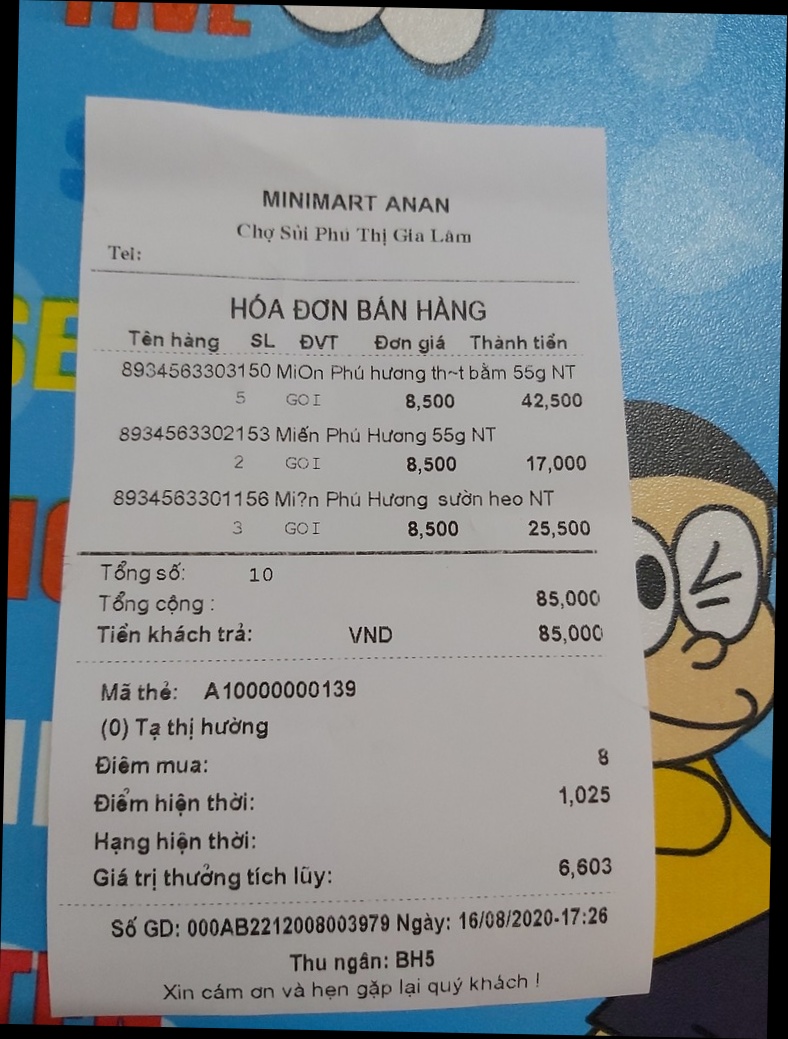 MINIMART ANAN
Chợ Sủi Phú Thị Gia Lâm
Tel:
HÓA ĐƠN BÁN HÀNG
Tên hàng SL ĐVT Đơn giá Thành tiền
8934563303150 MiOn Phú hương th~t bằm 55g NT
5 GOI 8,500 42,500
8934563302153 Miến Phú Hương 55g NT
2 GOI 8,500 17,000
8934563301156 Mi?n Phú Hương sườn heo NT
3 GOI 8,500 25,500
Tổng số: 10
Tổng cộng : 85,000
Tiền khách trả: VND 85,000
Mã thẻ: A10000000139
(0) Tạ thị hường
Điểm mua: 8
Điểm hiện thời: 1,025
Hạng hiện thời:
Giá trị thưởng tích lũy: 6,603
Số GD: 000AB2212008003979 Ngày: 16/08/2020-17:26
Thu ngân: BH5
Xin cám ơn và hẹn gặp lại quý khách !